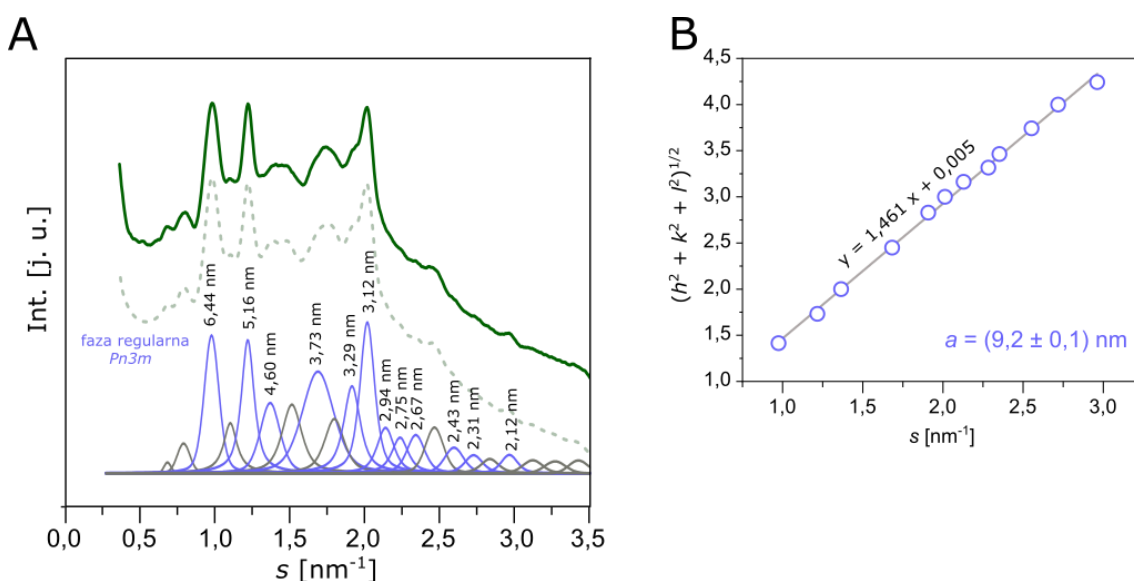 A
Int. [j. u.]
6,44 nm
5,16 nm
4,60 nm
3,73 nm
3,29 nm
3,12 nm
2,94 nm
2,75 nm
2,67 nm
2,43 nm
2,31 nm
2,12 nm
faza regularna
Pn3m
0,0 0,5 1,0 1,5 2,0 2,5 3,0 3,5
s [nm⁻¹]
B
(h² + k² + l²)¹/²
4,5
4,0
3,5
3,0
2,5
2,0
1,5
1,0
y = 1,461 x + 0,005
a = (9,2 ± 0,1) nm
1,0 1,5 2,0 2,5 3,0
s [nm⁻¹]